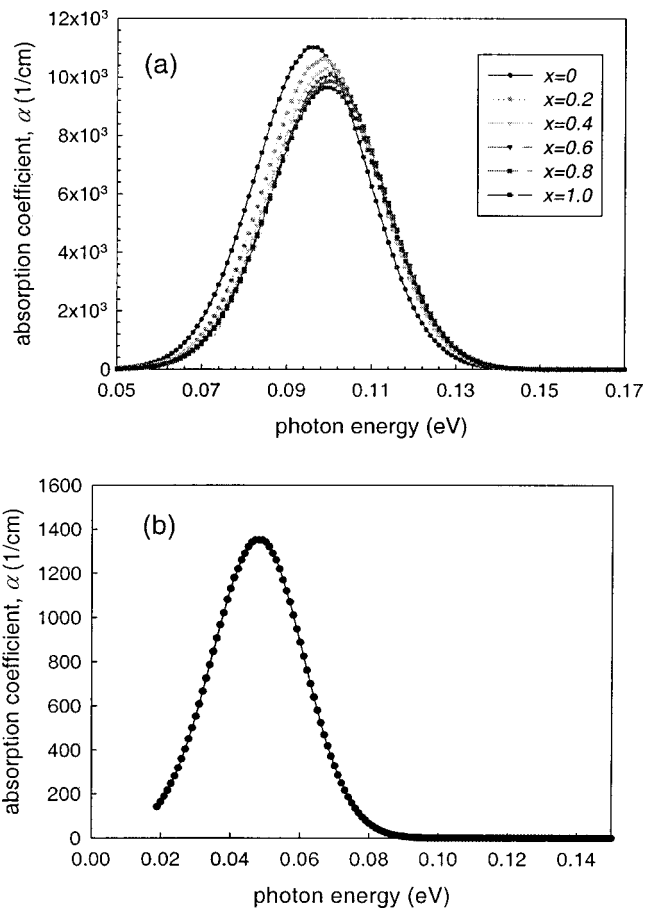 12x10³
10x10³
8x10³
6x10³
4x10³
2x10³
0
absorption coefficient, α (1/cm)
(a)
x=0
x=0.2
x=0.4
x=0.6
x=0.8
x=1.0
0.05 0.07 0.09 0.11 0.13 0.15 0.17
photon energy (eV)
1600
1400
1200
1000
800
600
400
200
0
absorption coefficient, α (1/cm)
(b)
0.00 0.02 0.04 0.06 0.08 0.10 0.12 0.14
photon energy (eV)